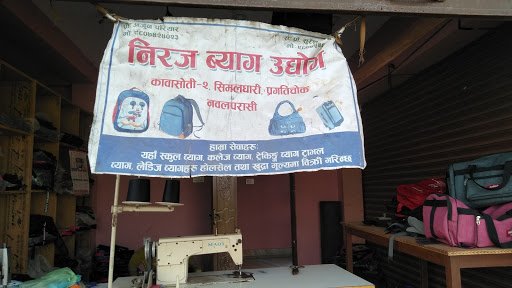 निरज ब्याग उद्योग
कावासोती-२, सिमलधारी प्रगतिचोक
नवलपरासी
हाम्रा सेवाहरुः
यहाँ स्कुल ब्याग, कलेज ब्याग, ट्रेकिङ्ग ब्याग ट्राभल
ब्याग, लेडिज ब्यागहरु होलसेल तथा खुद्रा मूल्यमा बिक्री गरिन्छ